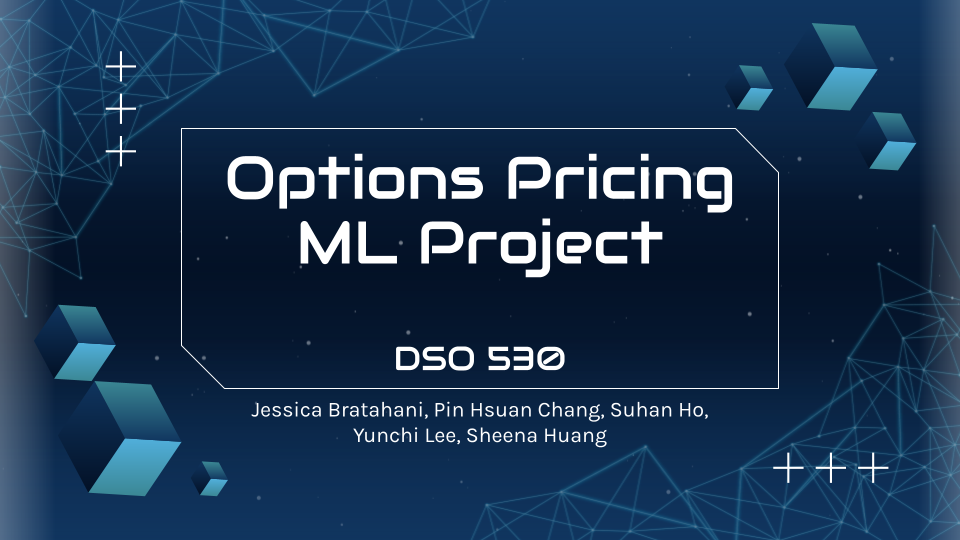 Options Pricing
ML Project
DSO 530
Jessica Bratahani, Pin Hsuan Chang, Suhan Ho,
Yunchi Lee, Sheena Huang